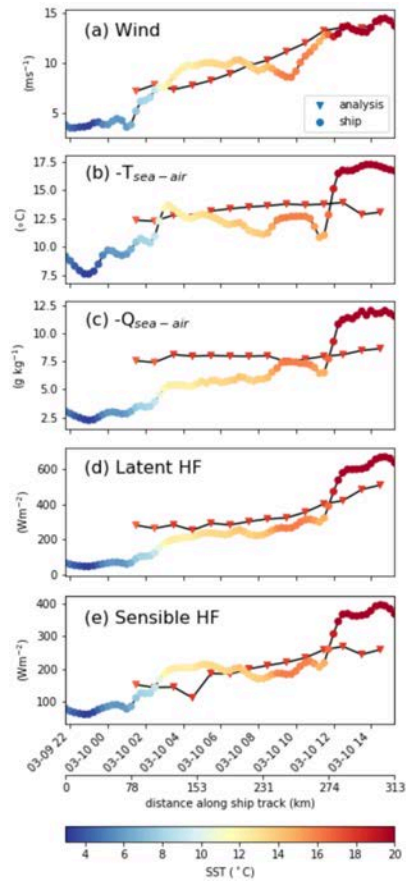 (a) Wind
15
10
5
(ms⁻¹)
analysis
ship
(b) -T_{sea-air}
17.5
15.0
12.5
10.0
7.5
(°C)
(c) -Q_{sea-air}
12.5
10.0
7.5
5.0
2.5
(g kg⁻¹)
(d) Latent HF
600
400
200
0
(Wm⁻²)
(e) Sensible HF
400
300
200
100
(Wm⁻²)
03-09 22
03-10 00
03-10 02
03-10 04
03-10 06
03-10 08
03-10 10
03-10 12
03-10 14
0 78 153 231 274 313
distance along ship track (km)
4 6 8 10 12 14 16 18 20
SST (°C)